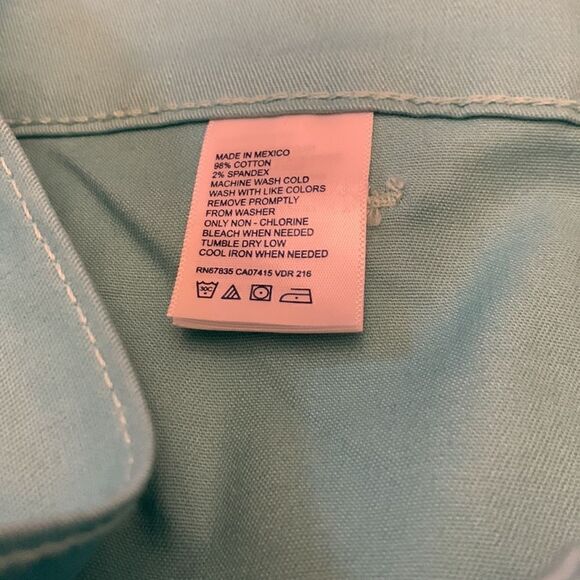 MADE IN MEXICO
98% COTTON
2% SPANDEX
MACHINE WASH COLD
WASH WITH LIKE COLORS
REMOVE PROMPTLY
FROM WASHER
ONLY NON - CHLORINE
BLEACH WHEN NEEDED
TUMBLE DRY LOW
COOL IRON WHEN NEEDED
RN67835 CA07415 VDR 216
30C